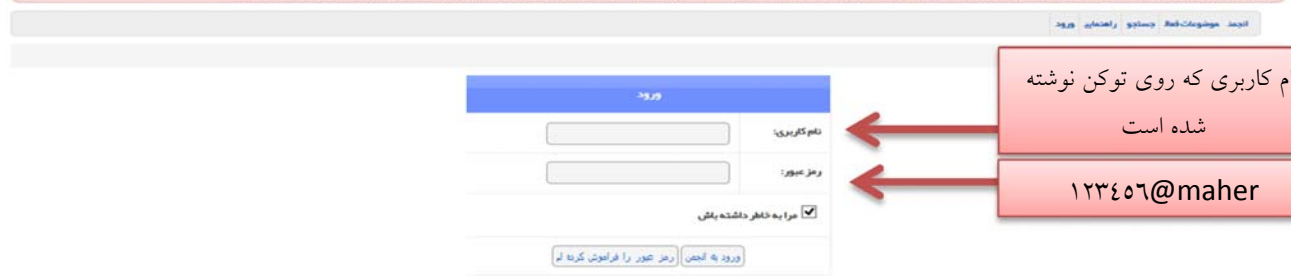 انجمن موضوعات فعال جستجو راهنمایی ورود
ورود
نام کاربری:
ام کاربری که روی توکن نوشته
شده است
رمز عبور:
۱۲۳٤٥٦@maher
مرا به خاطر داشته باش
ورود به انجمن رمز عبور را فراموش کرده ام